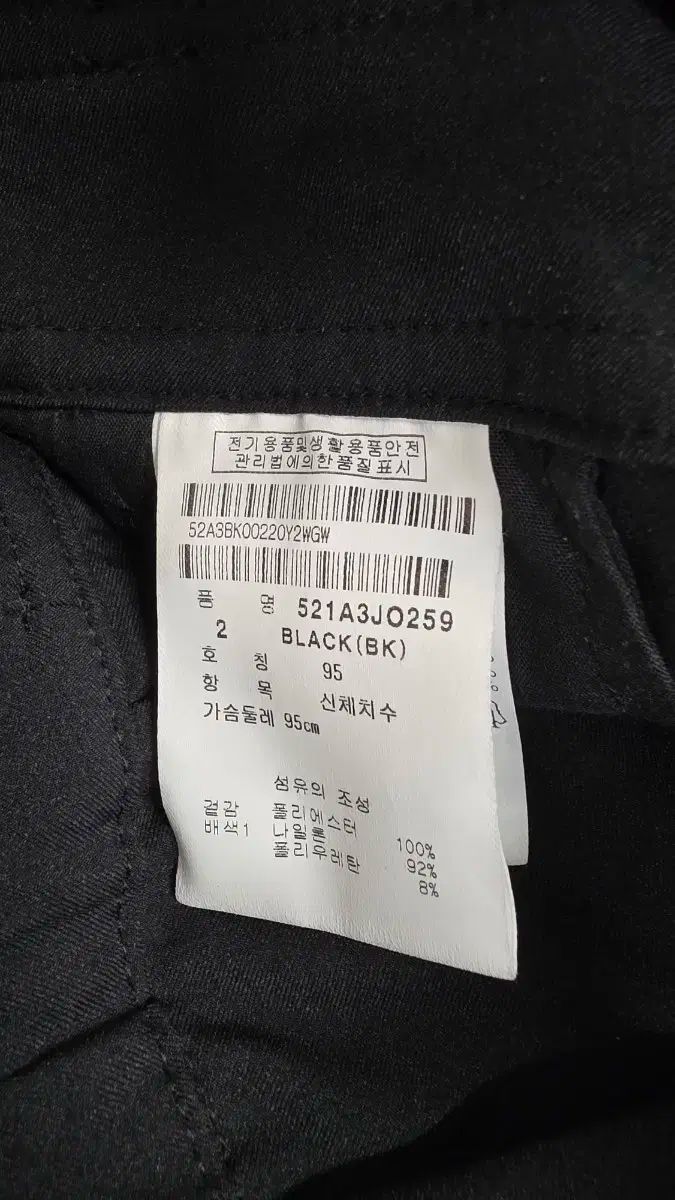 전기용품및생활용품안전
관리법에의한품질표시
52A3BK00220Y2WGW
품 명 521A3JO259
2 BLACK(BK)
호 칭 95
항 목 신체치수
가슴둘레 95cm
섬유의 조성
겉감 폴리에스터 100%
배색1 나일론 92%
폴리우레탄 8%